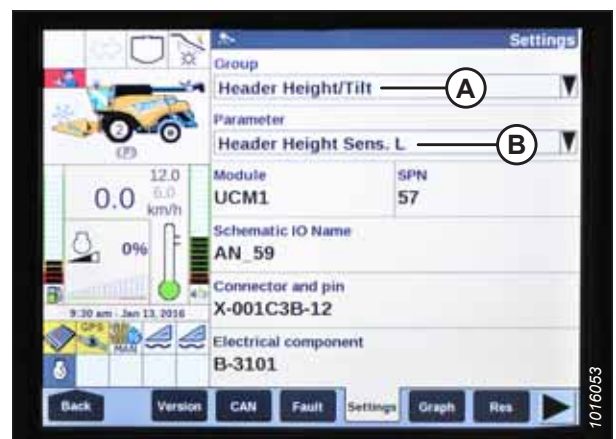 Settings
Group
Header Height/Tilt
A
Parameter
Header Height Sens. L
B
Module
SPN
UCM1
57
Schematic IO Name
AN_59
Connector and pin
X-001C3B-12
Electrical component
B-3101
2
(F)
12.0
6.0
0.0
km/h
0%
9:30 am - Jan 13, 2016
GPS
MAN
Back
Version
CAN
Fault
Settings
Graph
Res
1016053